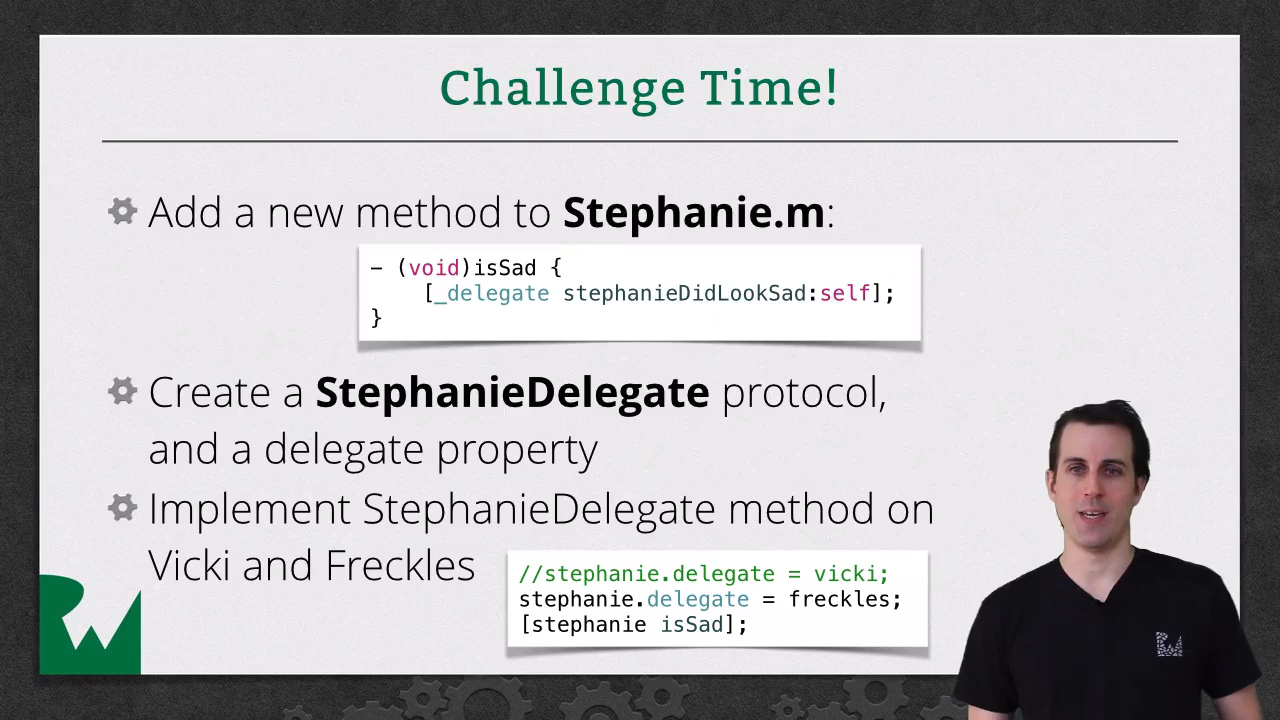 Challenge Time!
Add a new method to Stephanie.m:
- (void)isSad {
[_delegate stephanieDidLookSad:self];
}
Create a StephanieDelegate protocol,
and a delegate property
Implement StephanieDelegate method on
Vicki and Freckles
//stephanie.delegate = vicki;
stephanie.delegate = freckles;
[stephanie isSad];